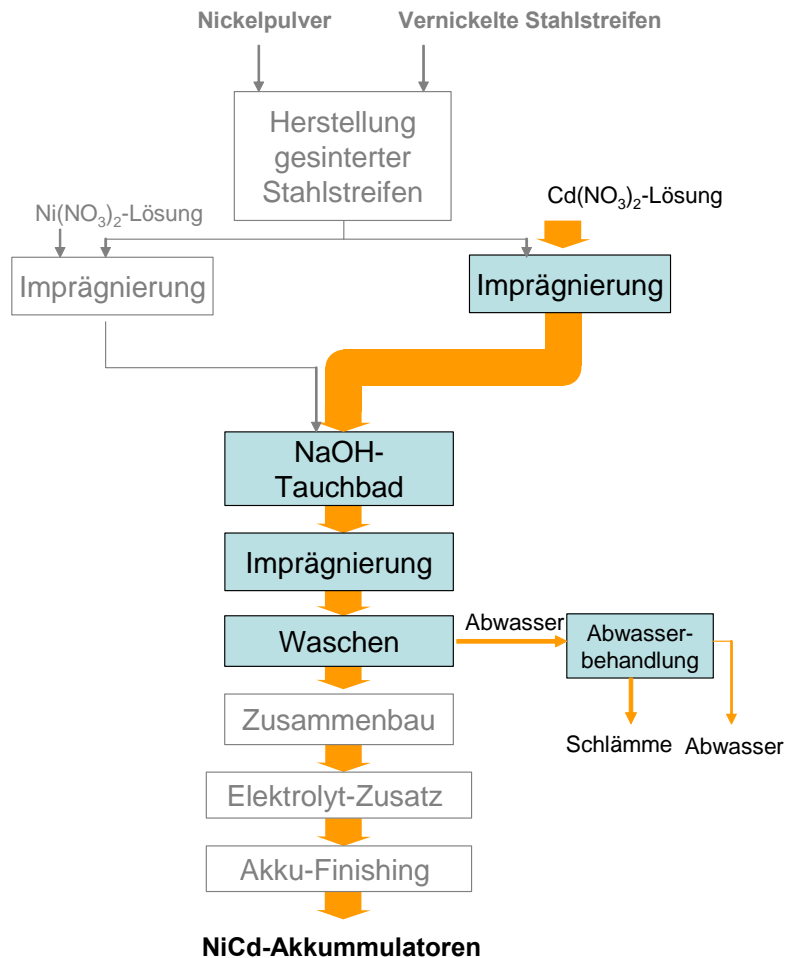 Nickelpulver
Vernickelte Stahlstreifen
Herstellung
gesinterter
Stahlstreifen
Ni(NO₃)₂-Lösung
Cd(NO₃)₂-Lösung
Imprägnierung
Imprägnierung
NaOH-
Tauchbad
Imprägnierung
Waschen
Abwasser
Abwasser-
behandlung
Schlämme
Abwasser
Zusammenbau
Elektrolyt-Zusatz
Akku-Finishing
NiCd-Akkummulatoren